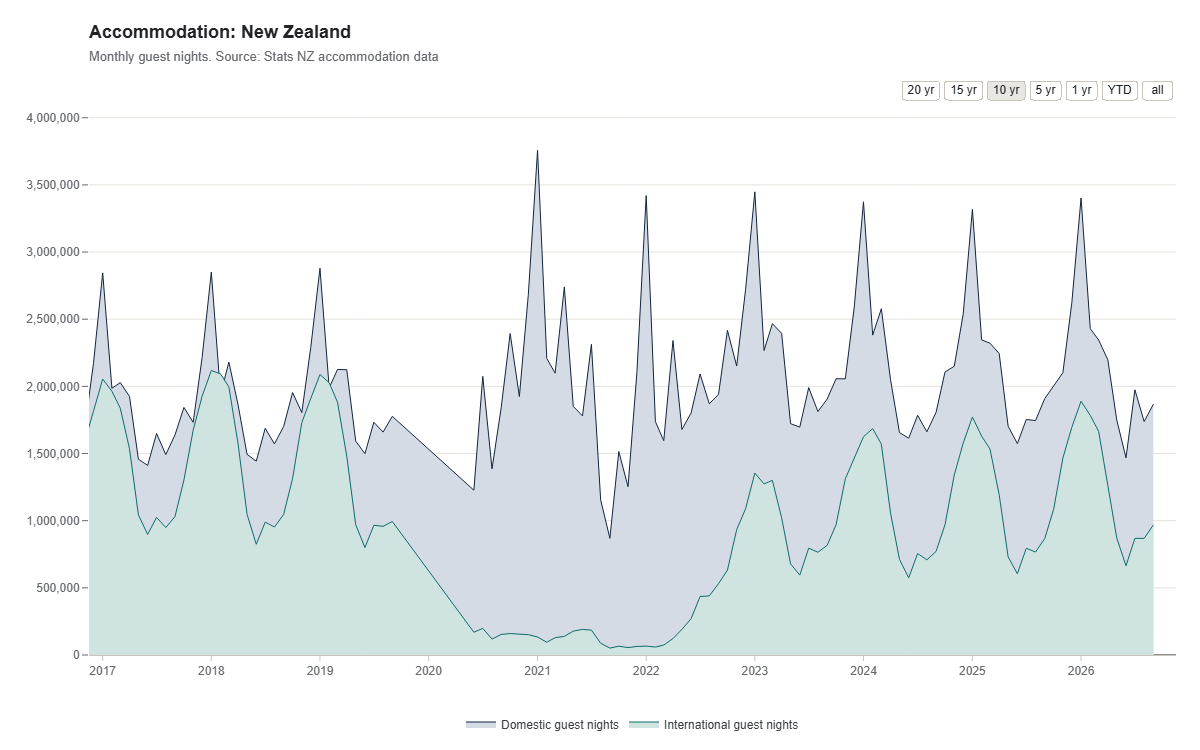 Accommodation: New Zealand
Monthly guest nights. Source: Stats NZ accommodation data
20 yr 15 yr 10 yr 5 yr 1 yr YTD all
4,000,000
3,500,000
3,000,000
2,500,000
2,000,000
1,500,000
1,000,000
500,000
0
2017 2018 2019 2020 2021 2022 2023 2024 2025 2026
Domestic guest nights International guest nights